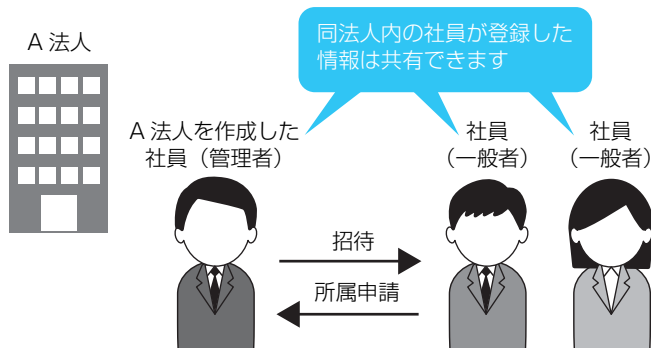 A 法人
同法人内の社員が登録した
情報は共有できます
A 法人を作成した
社員（管理者）
社員
（一般者）
社員
（一般者）
招待
所属申請